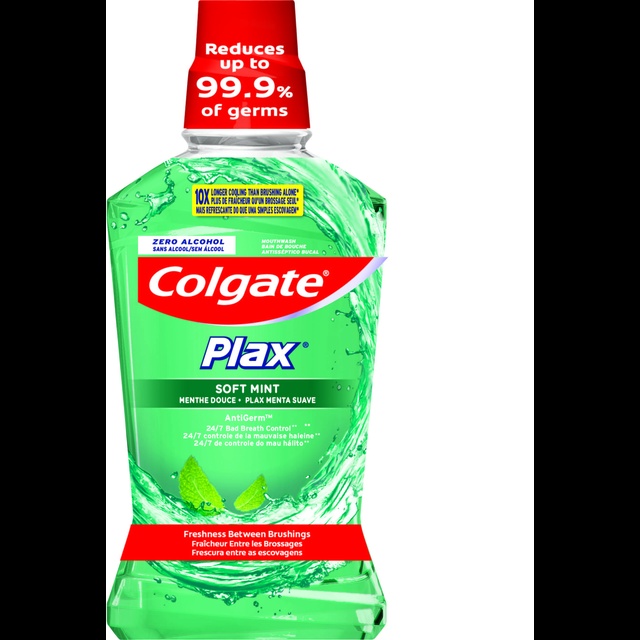 Reduces
up to
99.9%
of germs
10X LONGER COOLING THAN BRUSHING ALONE*
PLUS DE FRAÎCHEUR QU'UN BROSSAGE SEUL*
MAIS REFRESCANTE DO QUE UMA SIMPLES ESCOVAGEM*
ZERO ALCOHOL
SANS ALCOOL/SEM ÁLCOOL
MOUTHWASH
BAIN DE BOUCHE
ANTISSÉPTICO BUCAL
Colgate®
Plax®
SOFT MINT
MENTHE DOUCE • PLAX MENTA SUAVE
AntiGerm™
24/7 Bad Breath Control**
24/7 controle de la mauvaise haleine**
24/7 de controlo do mau hálito**
Freshness Between Brushings
Fraîcheur Entre les Brossages
Frescura entre as escovagens